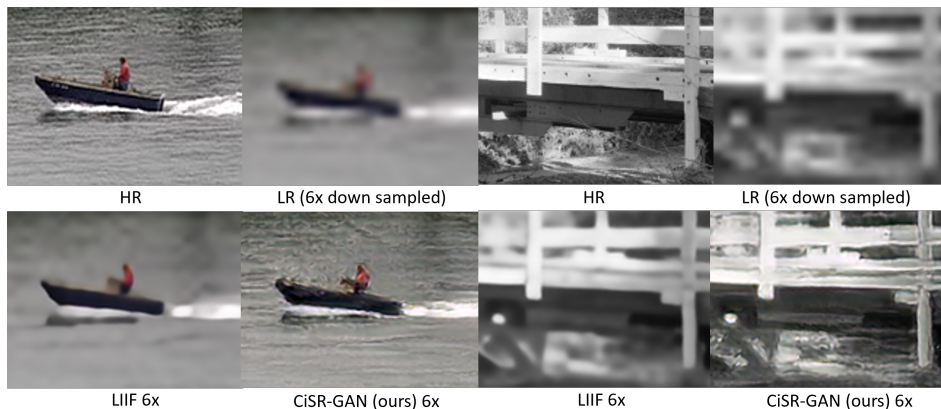 HR
LR (6x down sampled)
HR
LR (6x down sampled)
LIIF 6x
CiSR-GAN (ours) 6x
LIIF 6x
CiSR-GAN (ours) 6x